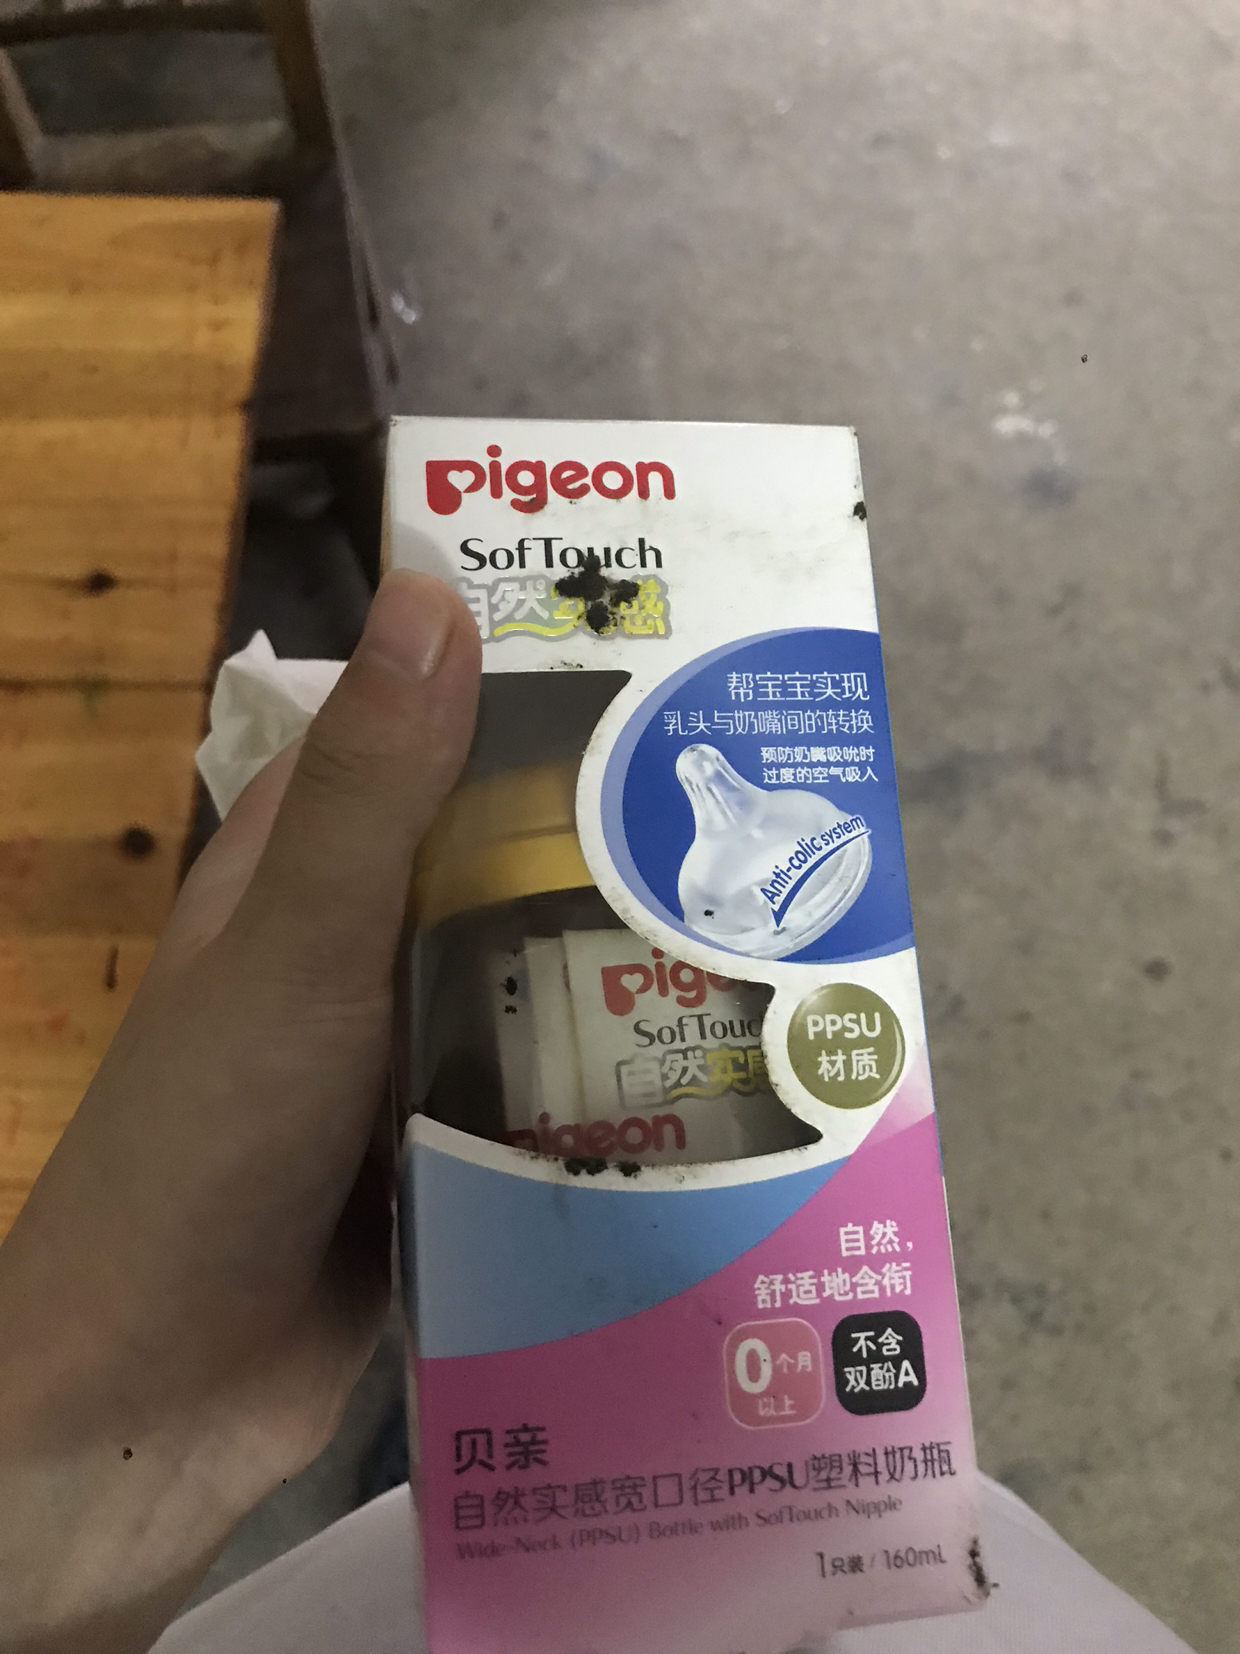 pigeon
SofTouch
自然实感
帮宝宝实现
乳头与奶嘴间的转换
预防奶嘴吸吮时
过度的空气吸入
Anti-colic system
SofTouc
自然实
pigeon
PPSU
材质
自然，
舒适地含衔
0个月
以上
不含
双酚A
贝亲
自然实感宽口径PPSU塑料奶瓶
Wide-Neck (PPSU) Bottle with SofTouch Nipple
1只装 / 160mL